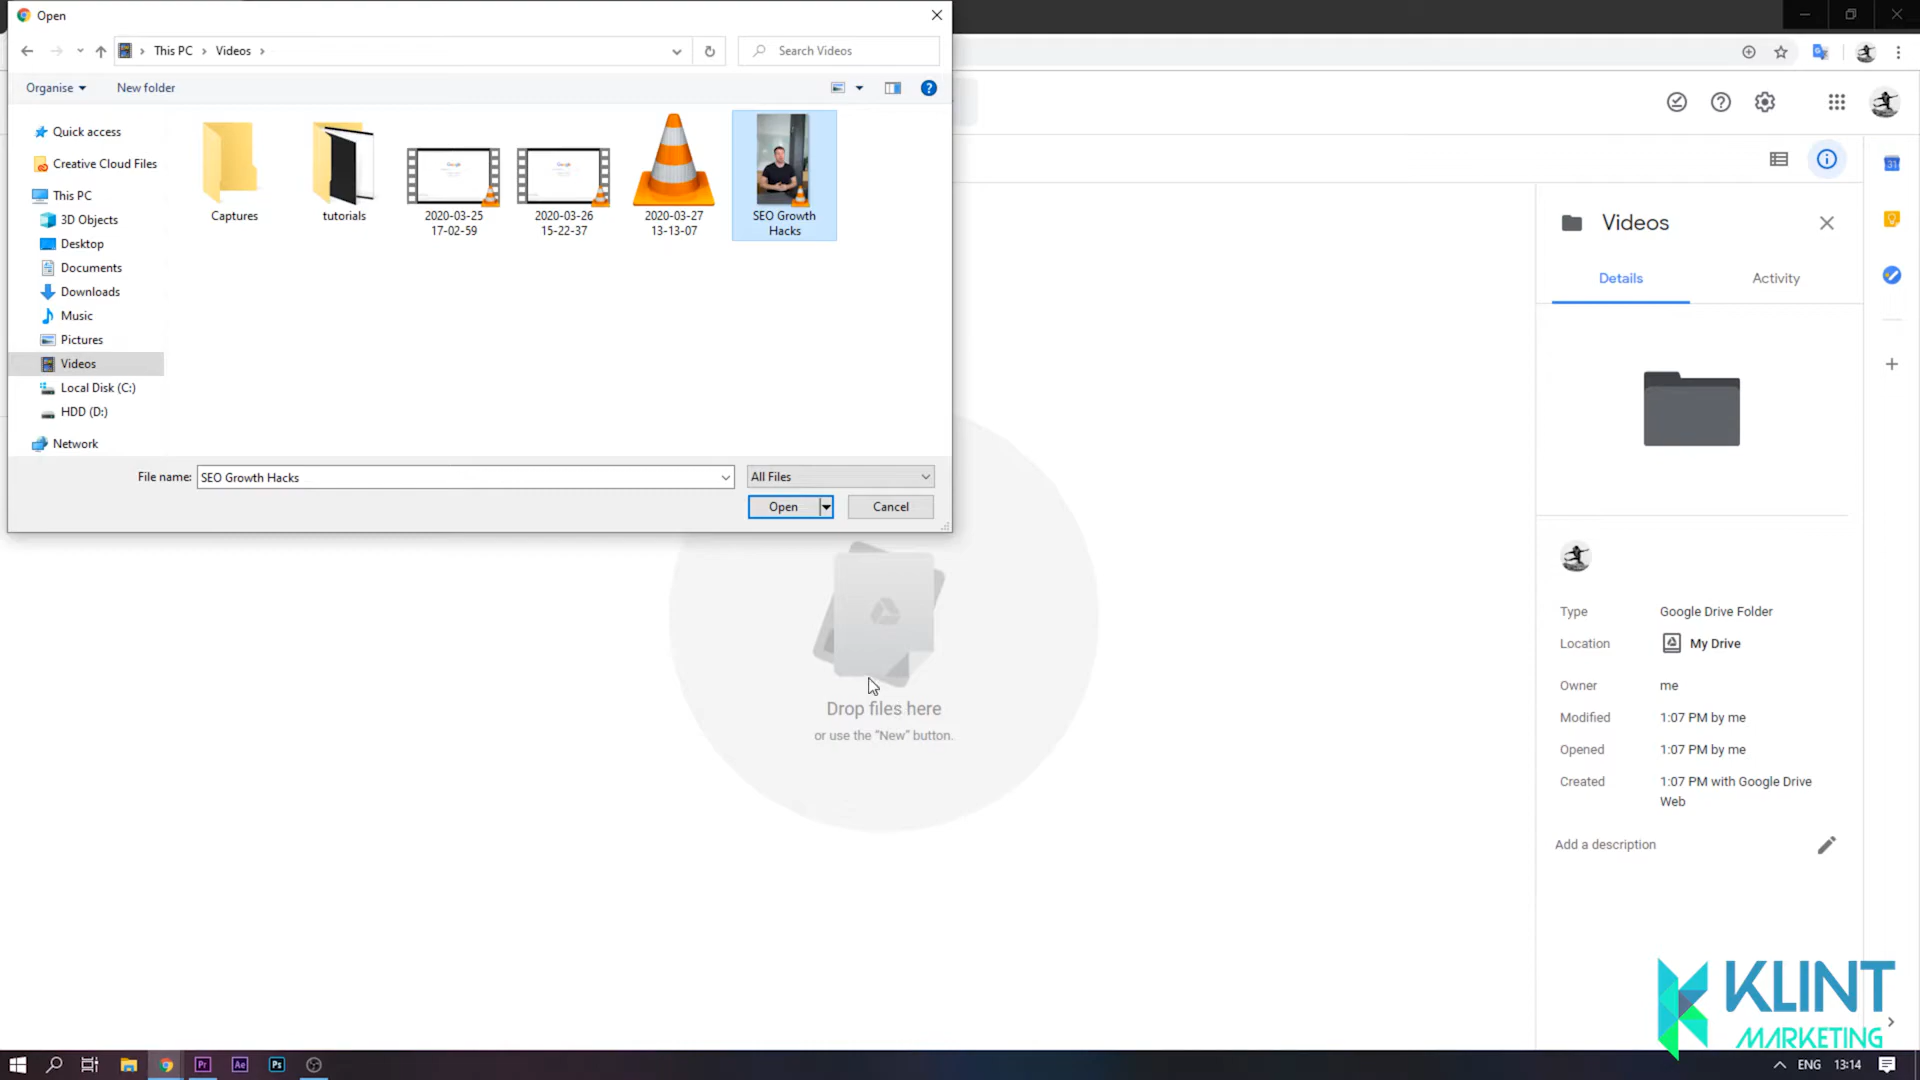 Open
This PC
Videos
Search Videos
Organise
New folder
Quick access
Creative Cloud Files
This PC
3D Objects
Desktop
Documents
Downloads
Music
Pictures
Videos
Local Disk (C:)
HDD (D:)
Network
Captures
tutorials
2020-03-25
17-02-59
2020-03-26
15-22-37
2020-03-27
13-13-07
SEO Growth
Hacks
File name: SEO Growth Hacks
All Files
Open
Cancel
Drop files here
or use the "New" button.
Videos
Details
Activity
Type Google Drive Folder
Location My Drive
Owner me
Modified 1:07 PM by me
Opened 1:07 PM by me
Created 1:07 PM with Google Drive
Web
Add a description
31
KLINT
MARKETING
Pr
Ae
Ps
ENG
13:14